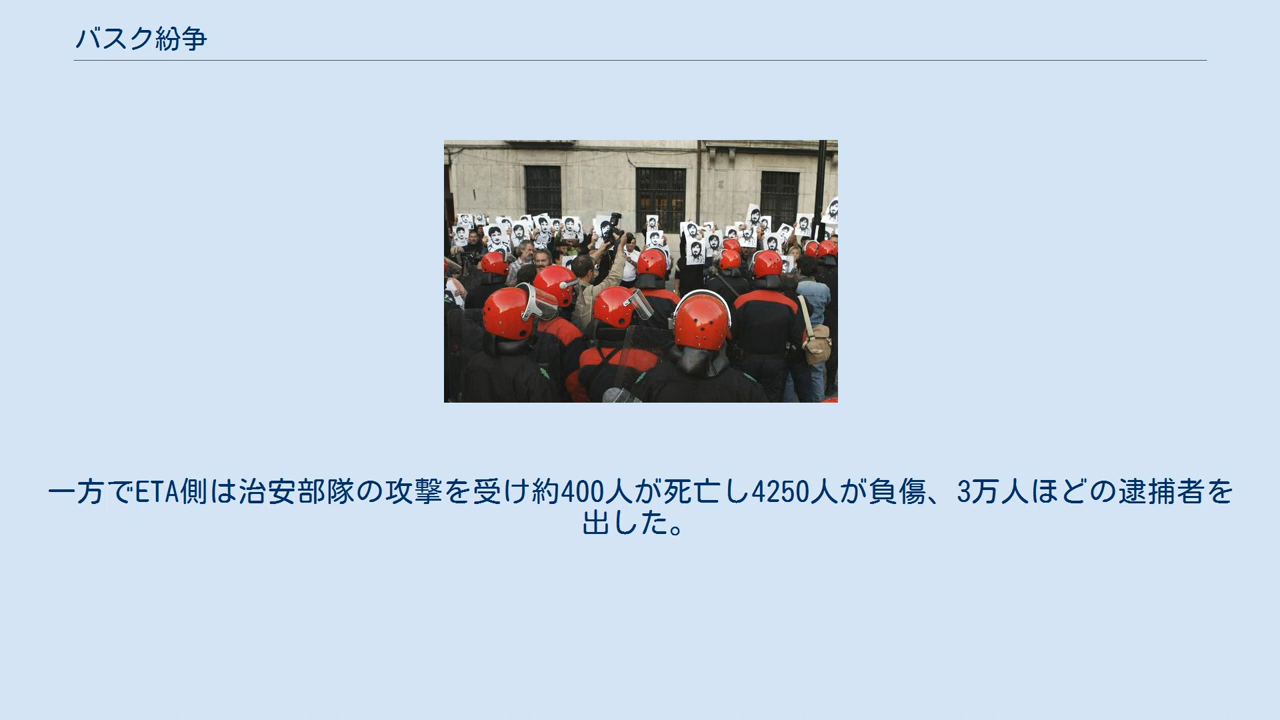 バスク紛争
一方でETA側は治安部隊の攻撃を受け約400人が死亡し4250人が負傷、3万人ほどの逮捕者を
出した。